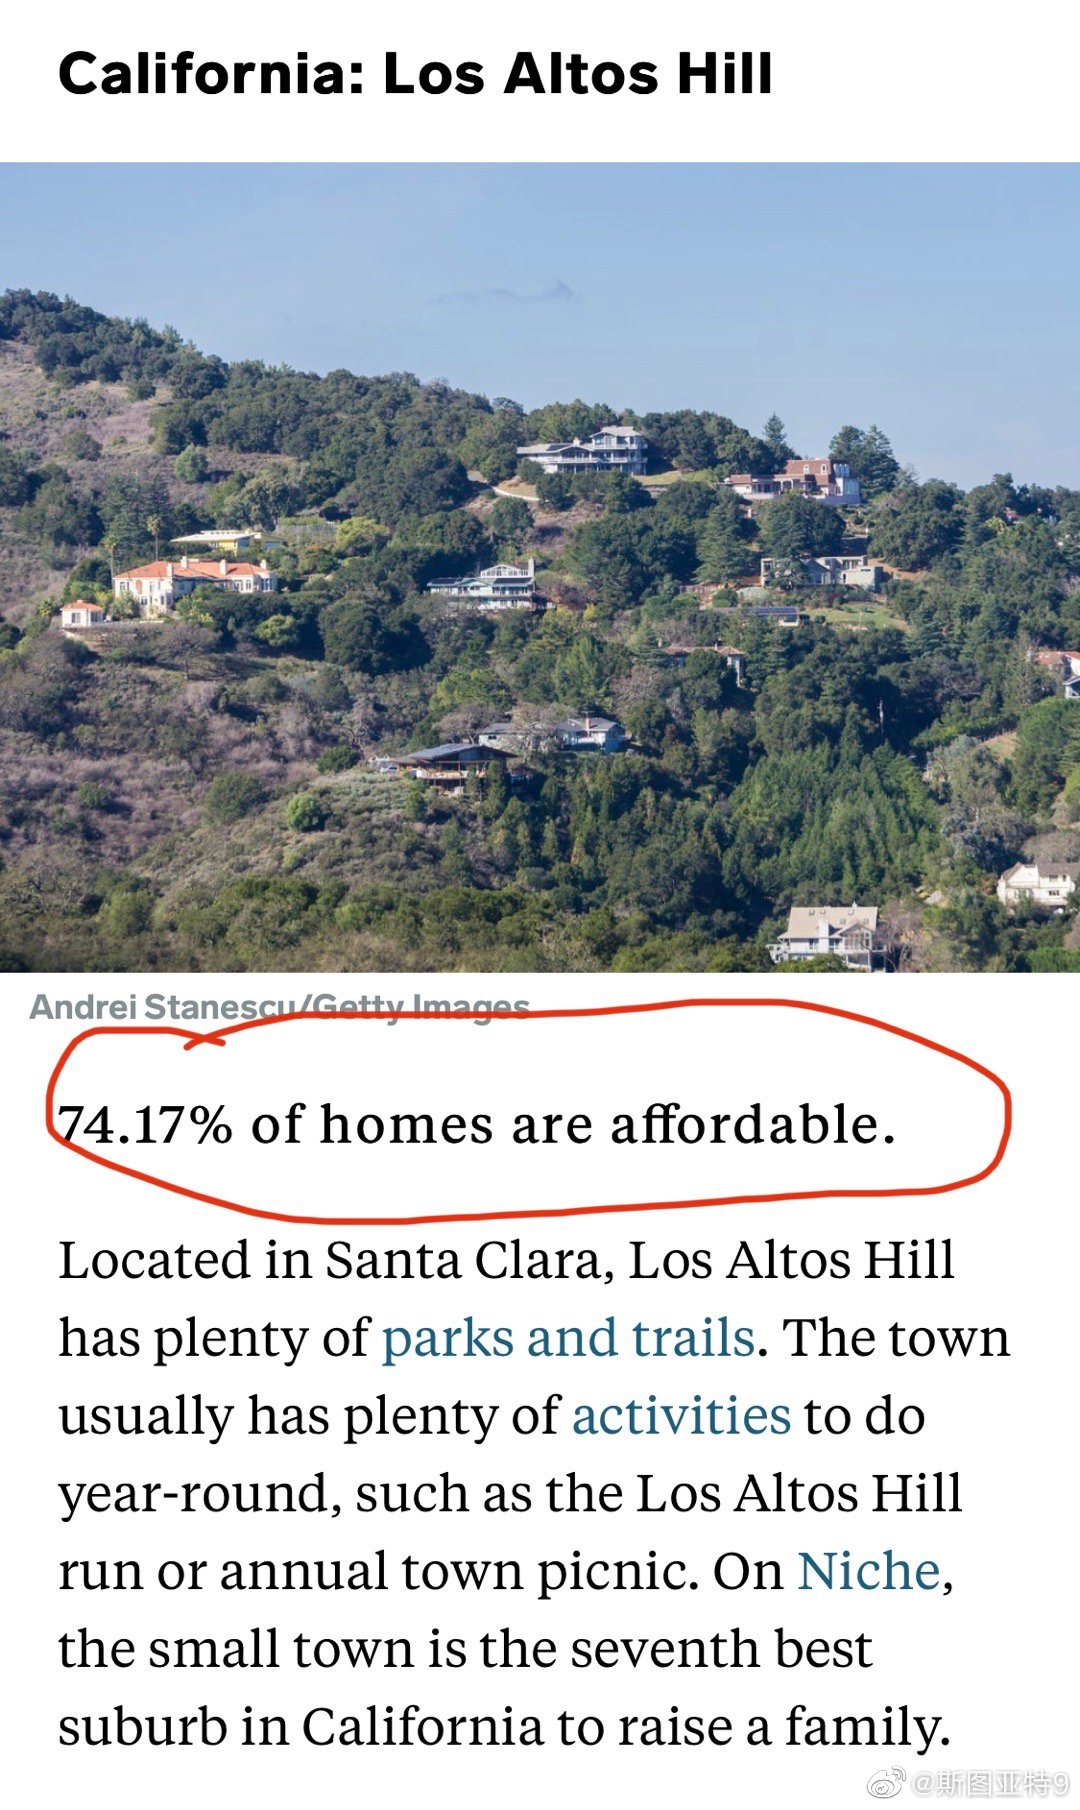 California: Los Altos Hill
Andrei Stanescu/Getty Images
74.17% of homes are affordable.
Located in Santa Clara, Los Altos Hill
has plenty of parks and trails. The town
usually has plenty of activities to do
year-round, such as the Los Altos Hill
run or annual town picnic. On Niche,
the small town is the seventh best
suburb in California to raise a family.
@斯图亚特9